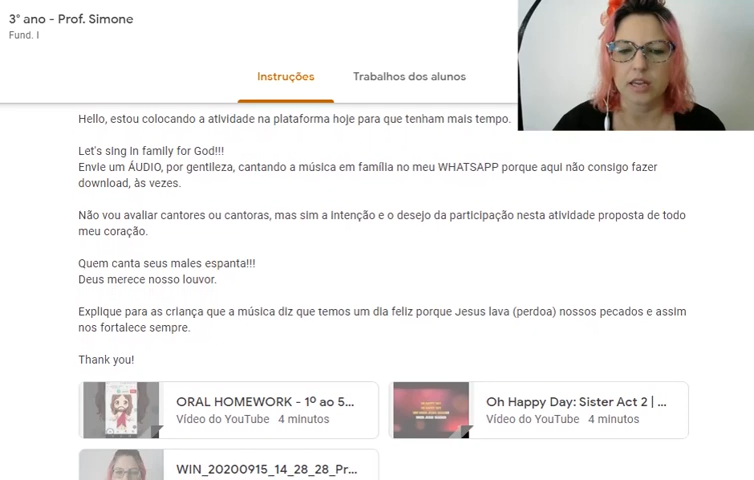 3° ano - Prof. Simone
Fund. I
Instruções
Trabalhos dos alunos
Hello, estou colocando a atividade na plataforma hoje para que tenham mais tempo.
Let's sing in family for God!!!
Envie um ÁUDIO, por gentileza, cantando a música em família no meu WHATSAPP porque aqui não consigo fazer
download, às vezes.
Não vou avaliar cantores ou cantoras, mas sim a intenção e o desejo da participação nesta atividade proposta de todo
meu coração.
Quem canta seus males espanta!!!
Deus merece nosso louvor.
Explique para as criança que a música diz que temos um dia feliz porque Jesus lava (perdoa) nossos pecados e assim
nos fortalece sempre.
Thank you!
ORAL HOMEWORK - 1º ao 5...
Vídeo do YouTube 4 minutos
Oh Happy Day: Sister Act 2 | ...
Vídeo do YouTube 4 minutos
WIN_20200915_14_28_28_Pr...